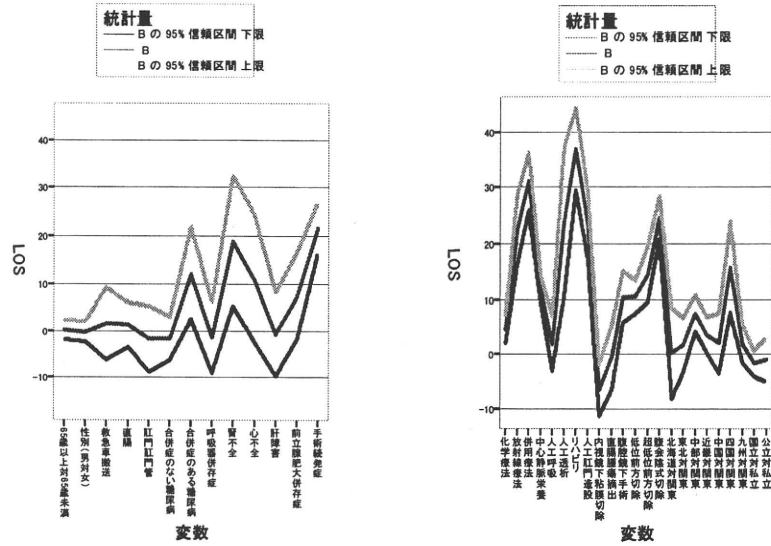 統計量
B の 95% 信頼区間 下限
B
B の 95% 信頼区間 上限
40
30
20
10
0
-10
LOS
65歳以上対65歳未満
性別(男対女)
救急車搬送
直腸
肛門肛門管
合併症のない糖尿病
合併症のある糖尿病
呼吸器併存症
腎不全
心不全
肝障害
前立腺肥大併存症
手術続発症
変数
統計量
B の 95% 信頼区間 下限
B
B の 95% 信頼区間 上限
40
30
20
10
0
-10
LOS
化学療法
放射線療法
併用療法
中心静脈栄養
人工呼吸
人工透析
リハビリ
人工肛門造設
内視鏡下粘膜切除
直腸腫瘍摘出
腹腔鏡下手術
低位前方切除
超低位前方切除
腹会陰式切除
北海道対関東
東北対関東
中部対関東
近畿対関東
中国対関東
四国対関東
九州対関東
国立対私立
公立対私立
変数